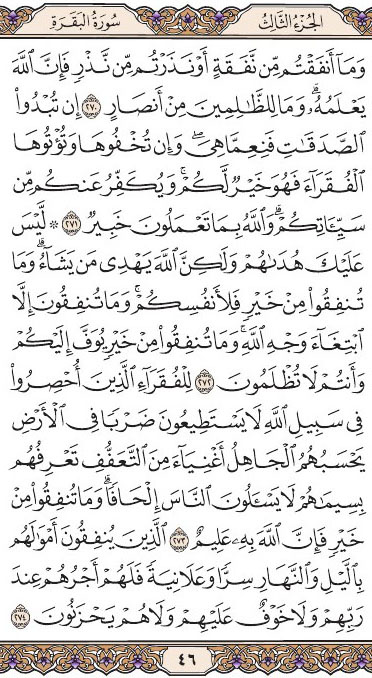 الجزء الثالث
سورة البقرة
وَمَآ أَنفَقۡتُم مِّن نَّفَقَةٍ أَوۡ نَذَرۡتُم مِّن نَّذۡرٖ فَإِنَّ ٱللَّهَ
يَعۡلَمُهُۥۗ وَمَا لِلظَّـٰلِمِينَ مِنۡ أَنصَارٍ ٢٧٠ إِن تُبۡدُواْ
ٱلصَّدَقَـٰتِ فَنِعِمَّا هِيَۖ وَإِن تُخۡفُوهَا وَتُؤۡتُوهَا
ٱلۡفُقَرَآءَ فَهُوَ خَيۡرٞ لَّكُمۡۚ وَيُكَفِّرُ عَنكُم مِّن
سَيِّـَٔاتِكُمۡۗ وَٱللَّهُ بِمَا تَعۡمَلُونَ خَبِيرٞ ٢٧١ ۞ لَّيۡسَ
عَلَيۡكَ هُدَىٰهُمۡ وَلَـٰكِنَّ ٱللَّهَ يَهۡدِي مَن يَشَآءُۗ وَمَا
تُنفِقُواْ مِنۡ خَيۡرٖ فَلِأَنفُسِكُمۡۚ وَمَا تُنفِقُونَ إِلَّا
ٱبۡتِغَآءَ وَجۡهِ ٱللَّهِۚ وَمَا تُنفِقُواْ مِنۡ خَيۡرٖ يُوَفَّ إِلَيۡكُمۡ
وَأَنتُمۡ لَا تُظۡلَمُونَ ٢٧٢ لِلۡفُقَرَآءِ ٱلَّذِينَ أُحۡصِرُواْ
فِي سَبِيلِ ٱللَّهِ لَا يَسۡتَطِيعُونَ ضَرۡبٗا فِي ٱلۡأَرۡضِ
يَحۡسَبُهُمُ ٱلۡجَاهِلُ أَغۡنِيَآءَ مِنَ ٱلتَّعَفُّفِ تَعۡرِفُهُم
بِسِيمَـٰهُمۡ لَا يَسۡـَٔلُونَ ٱلنَّاسَ إِلۡحَافٗاۗ وَمَا تُنفِقُواْ مِنۡ
خَيۡرٖ فَإِنَّ ٱللَّهَ بِهِۦ عَلِيمٌ ٢٧٣ ٱلَّذِينَ يُنفِقُونَ أَمۡوَٰلَهُم
بِٱلَّيۡلِ وَٱلنَّهَارِ سِرّٗا وَعَلَانِيَةٗ فَلَهُمۡ أَجۡرُهُمۡ عِندَ
رَبِّهِمۡ وَلَا خَوۡفٌ عَلَيۡهِمۡ وَلَا هُمۡ يَحۡزَنُونَ ٢٧٤
٤٦